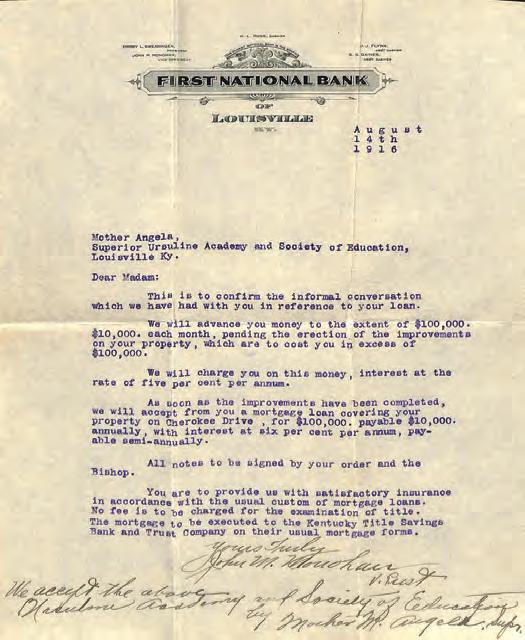 FIRST NATIONAL BANK
OF
LOUISVILLE
KY.
August
14th
1916
Mother Angela,
Superior Ursuline Academy and Society of Education,
Louisville Ky.
Dear Madam:
This is to confirm the informal conversation
which we have had with you in reference to your loan.
We will advance you money to the extent of $100,000.
$10,000. each month, pending the erection of the improvements
on your property, which are to cost you in excess of
$100,000.
We will charge you on this money, interest at the
rate of five per cent per annum.
As soon as the improvements have been completed,
we will accept from you a mortgage loan covering your
property on Cherokee Drive , for $100,000. payable $10,000.
annually, with interest at six per cent per annum, pay-
able semi-annually.
All notes to be signed by your order and the
Bishop.
You are to provide us with satisfactory insurance
in accordance with the usual custom of mortgage loans.
No fee is to be charged for the examination of title.
The mortgage to be executed to the Kentucky Title Savings
Bank and Trust Company on their usual mortgage forms.
Yours Truly
John M. Monohan
V. Prest
We accept the above
Ursuline Academy and Society of Education
by Mother M. Angela, Supr.